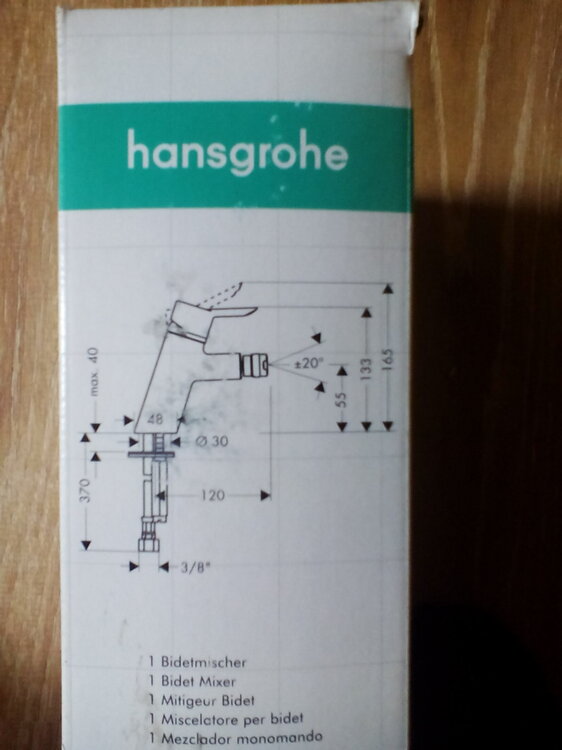 hansgrohe
max. 40
370
48
Ø 30
120
3/8"
±20°
55
133
165
1 Bidetmischer
1 Bidet Mixer
1 Mitigeur Bidet
1 Miscelatore per bidet
1 Mezclador monomando